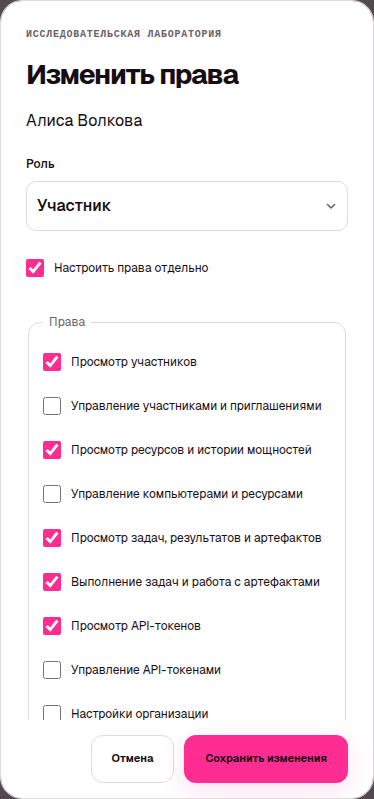 ИССЛЕДОВАТЕЛЬСКАЯ ЛАБОРАТОРИЯ
Изменить права
Алиса Волкова
Роль
Участник
Настроить права отдельно
Права
Просмотр участников
Управление участниками и приглашениями
Просмотр ресурсов и истории мощностей
Управление компьютерами и ресурсами
Просмотр задач, результатов и артефактов
Выполнение задач и работа с артефактами
Просмотр API-токенов
Управление API-токенами
Настройки организации
Отмена
Сохранить изменения